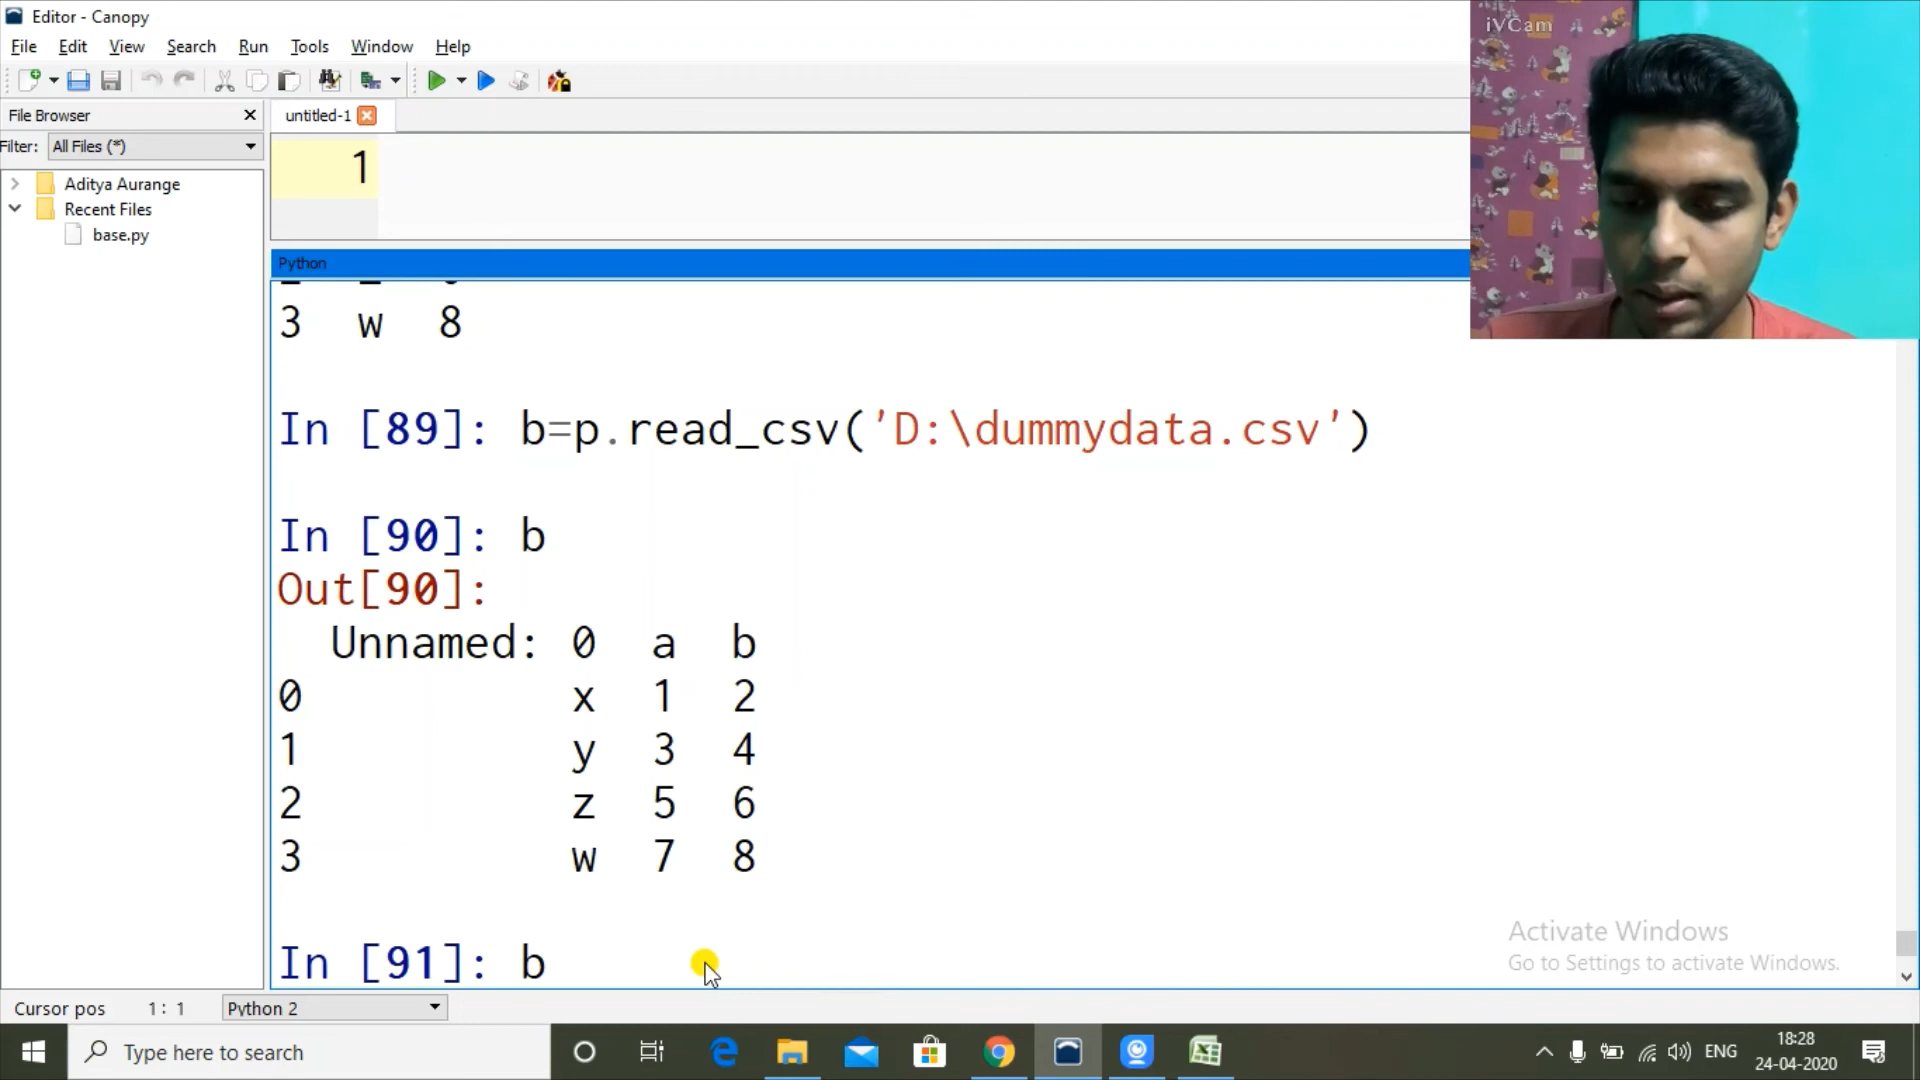 Editor - Canopy
File Edit View Search Run Tools Window Help
iVCam
File Browser
untitled-1
Filter: All Files (*)
1
Aditya Aurange
Recent Files
base.py
Python
3 w 8
In [89]: b=p.read_csv('D:\dummydata.csv')
In [90]: b
Out[90]:
Unnamed: 0 a b
0 x 1 2
1 y 3 4
2 z 5 6
3 w 7 8
In [91]: b
Activate Windows
Go to Settings to activate Windows.
Cursor pos 1: 1 Python 2
Type here to search
ENG
18:28
24-04-2020